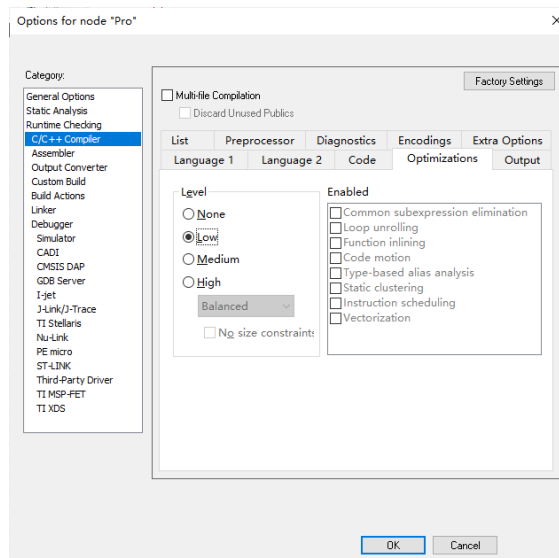 Options for node "Pro"
Category:
General Options
Static Analysis
Runtime Checking
C/C++ Compiler
Assembler
Output Converter
Custom Build
Build Actions
Linker
Debugger
Simulator
CADI
CMSIS DAP
GDB Server
I-jet
J-Link/J-Trace
TI Stellaris
Nu-Link
PE micro
ST-LINK
Third-Party Driver
TI MSP-FET
TI XDS
Factory Settings
Multi-file Compilation
Discard Unused Publics
List Preprocessor Diagnostics Encodings Extra Options
Language 1 Language 2 Code Optimizations Output
Level
None
Low
Medium
High
Balanced
No size constraints
Enabled
Common subexpression elimination
Loop unrolling
Function inlining
Code motion
Type-based alias analysis
Static clustering
Instruction scheduling
Vectorization
OK Cancel